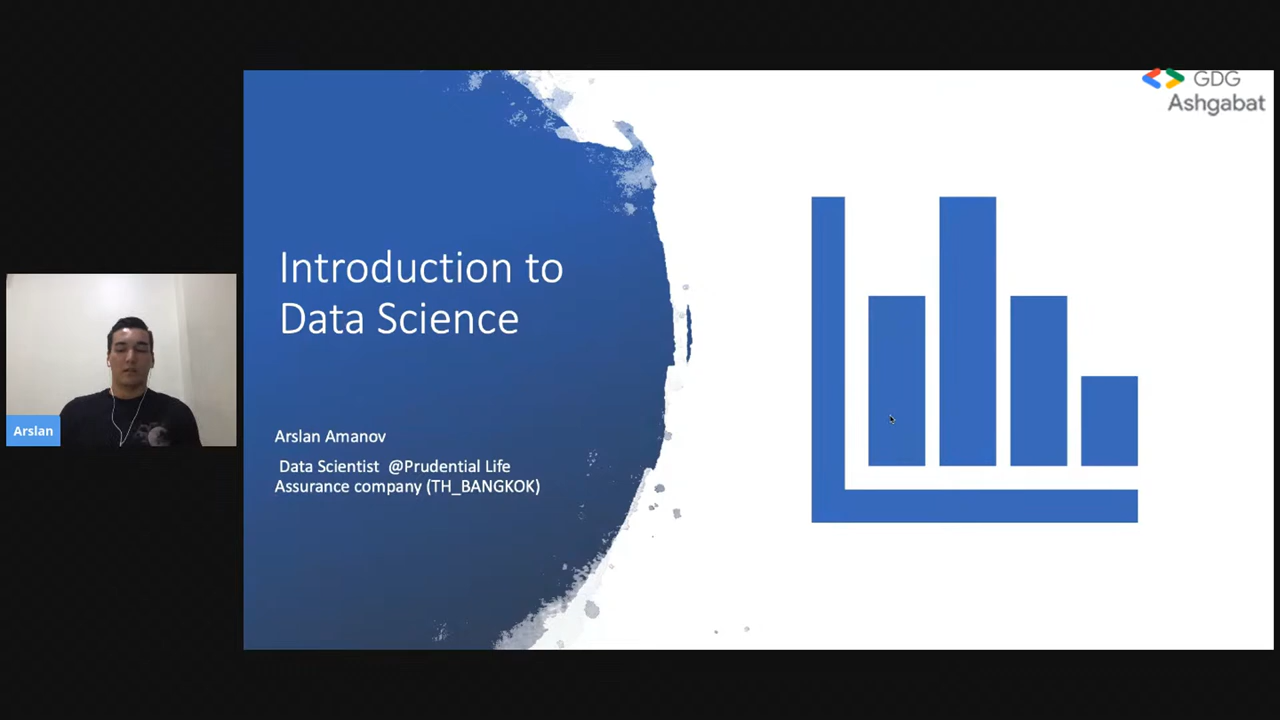 GDG
Ashgabat
Introduction to
Data Science
Arslan Amanov
Data Scientist @Prudential Life
Assurance company (TH_BANGKOK)
Arslan